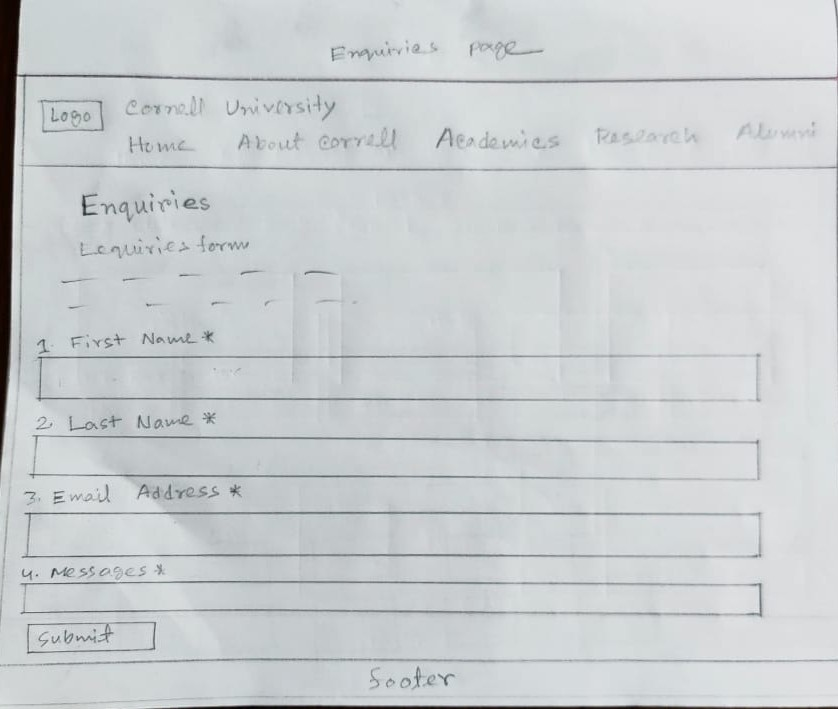 Enquiries page
Logo
Cornell University
Home About Cornell Academics Research Alumni
Enquiries
Enquiries form
1. First Name *
2. Last Name *
3. Email Address *
4. Messages *
Submit
Footer